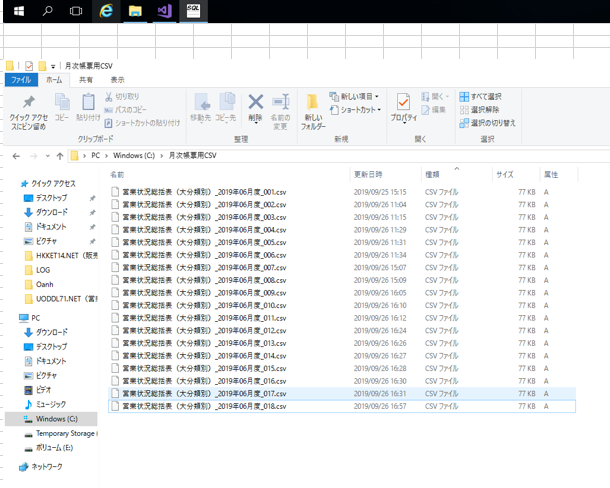 SQL
月次帳票用CSV
ファイル ホーム 共有 表示
クイック アクセスにピン留め
コピー
貼り付け
切り取り
パスのコピー
ショートカットの貼り付け
移動先
コピー先
削除
名前の変更
新しいフォルダー
新しい項目
ショートカット
プロパティ
開く
編集
すべて選択
選択解除
選択の切り替え
クリップボード 整理 新規 開く 選択
PC > Windows (C:) > 月次帳票用CSV
クイック アクセス
デスクトップ
ダウンロード
ドキュメント
ピクチャ
HKKET14.NET（販売
LOG
Oanh
PC
ダウンロード
デスクトップ
ドキュメント
ピクチャ
ビデオ
ミュージック
Windows (C:)
Temporary Storage (
ボリューム (E:)
ネットワーク
名前 更新日時 種類 サイズ 属性
営業状況総括表（大分類別）_2019年06月度_001.csv 2019/09/25 15:15 CSV ファイル 77 KB A
営業状況総括表（大分類別）_2019年06月度_002.csv 2019/09/26 11:04 CSV ファイル 77 KB A
営業状況総括表（大分類別）_2019年06月度_003.csv 2019/09/26 11:15 CSV ファイル 77 KB A
営業状況総括表（大分類別）_2019年06月度_004.csv 2019/09/26 11:29 CSV ファイル 77 KB A
営業状況総括表（大分類別）_2019年06月度_005.csv 2019/09/26 11:31 CSV ファイル 77 KB A
営業状況総括表（大分類別）_2019年06月度_006.csv 2019/09/26 11:34 CSV ファイル 77 KB A
営業状況総括表（大分類別）_2019年06月度_007.csv 2019/09/26 15:07 CSV ファイル 77 KB A
営業状況総括表（大分類別）_2019年06月度_008.csv 2019/09/26 15:09 CSV ファイル 77 KB A
営業状況総括表（大分類別）_2019年06月度_009.csv 2019/09/26 16:05 CSV ファイル 77 KB A
営業状況総括表（大分類別）_2019年06月度_010.csv 2019/09/26 16:10 CSV ファイル 77 KB A
営業状況総括表（大分類別）_2019年06月度_011.csv 2019/09/26 16:12 CSV ファイル 77 KB A
営業状況総括表（大分類別）_2019年06月度_012.csv 2019/09/26 16:24 CSV ファイル 77 KB A
営業状況総括表（大分類別）_2019年06月度_013.csv 2019/09/26 16:26 CSV ファイル 77 KB A
営業状況総括表（大分類別）_2019年06月度_014.csv 2019/09/26 16:27 CSV ファイル 77 KB A
営業状況総括表（大分類別）_2019年06月度_015.csv 2019/09/26 16:28 CSV ファイル 77 KB A
営業状況総括表（大分類別）_2019年06月度_016.csv 2019/09/26 16:30 CSV ファイル 77 KB A
営業状況総括表（大分類別）_2019年06月度_017.csv 2019/09/26 16:31 CSV ファイル 77 KB A
営業状況総括表（大分類別）_2019年06月度_018.csv 2019/09/26 16:57 CSV ファイル 77 KB A